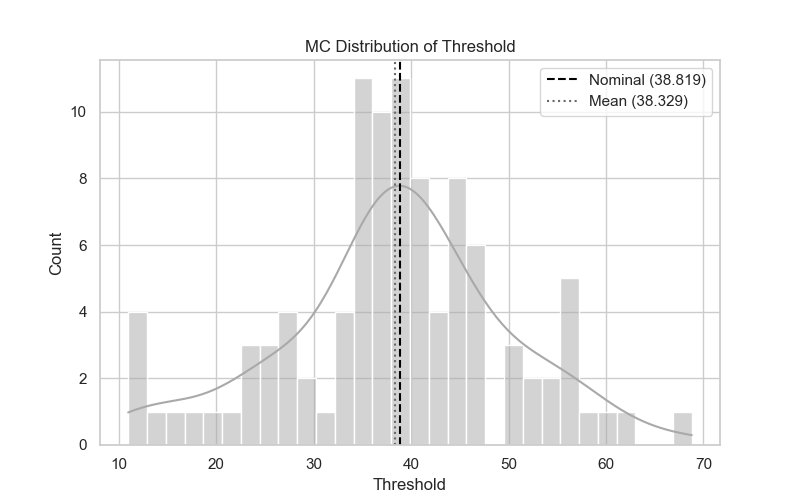 MC Distribution of Threshold
Nominal (38.819)
Mean (38.329)
Count
10
8
6
4
2
0
10 20 30 40 50 60 70
Threshold